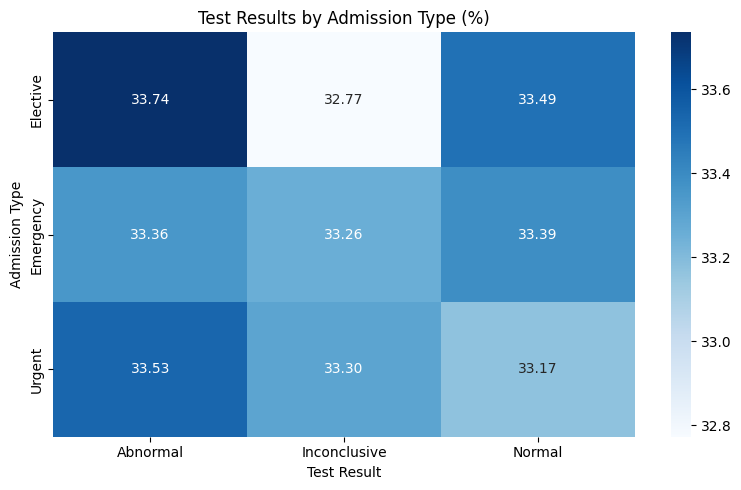 Test Results by Admission Type (%)
Admission Type
Elective
33.74 32.77 33.49
Emergency
33.36 33.26 33.39
Urgent
33.53 33.30 33.17
Abnormal Inconclusive Normal
Test Result
33.6
33.4
33.2
33.0
32.8